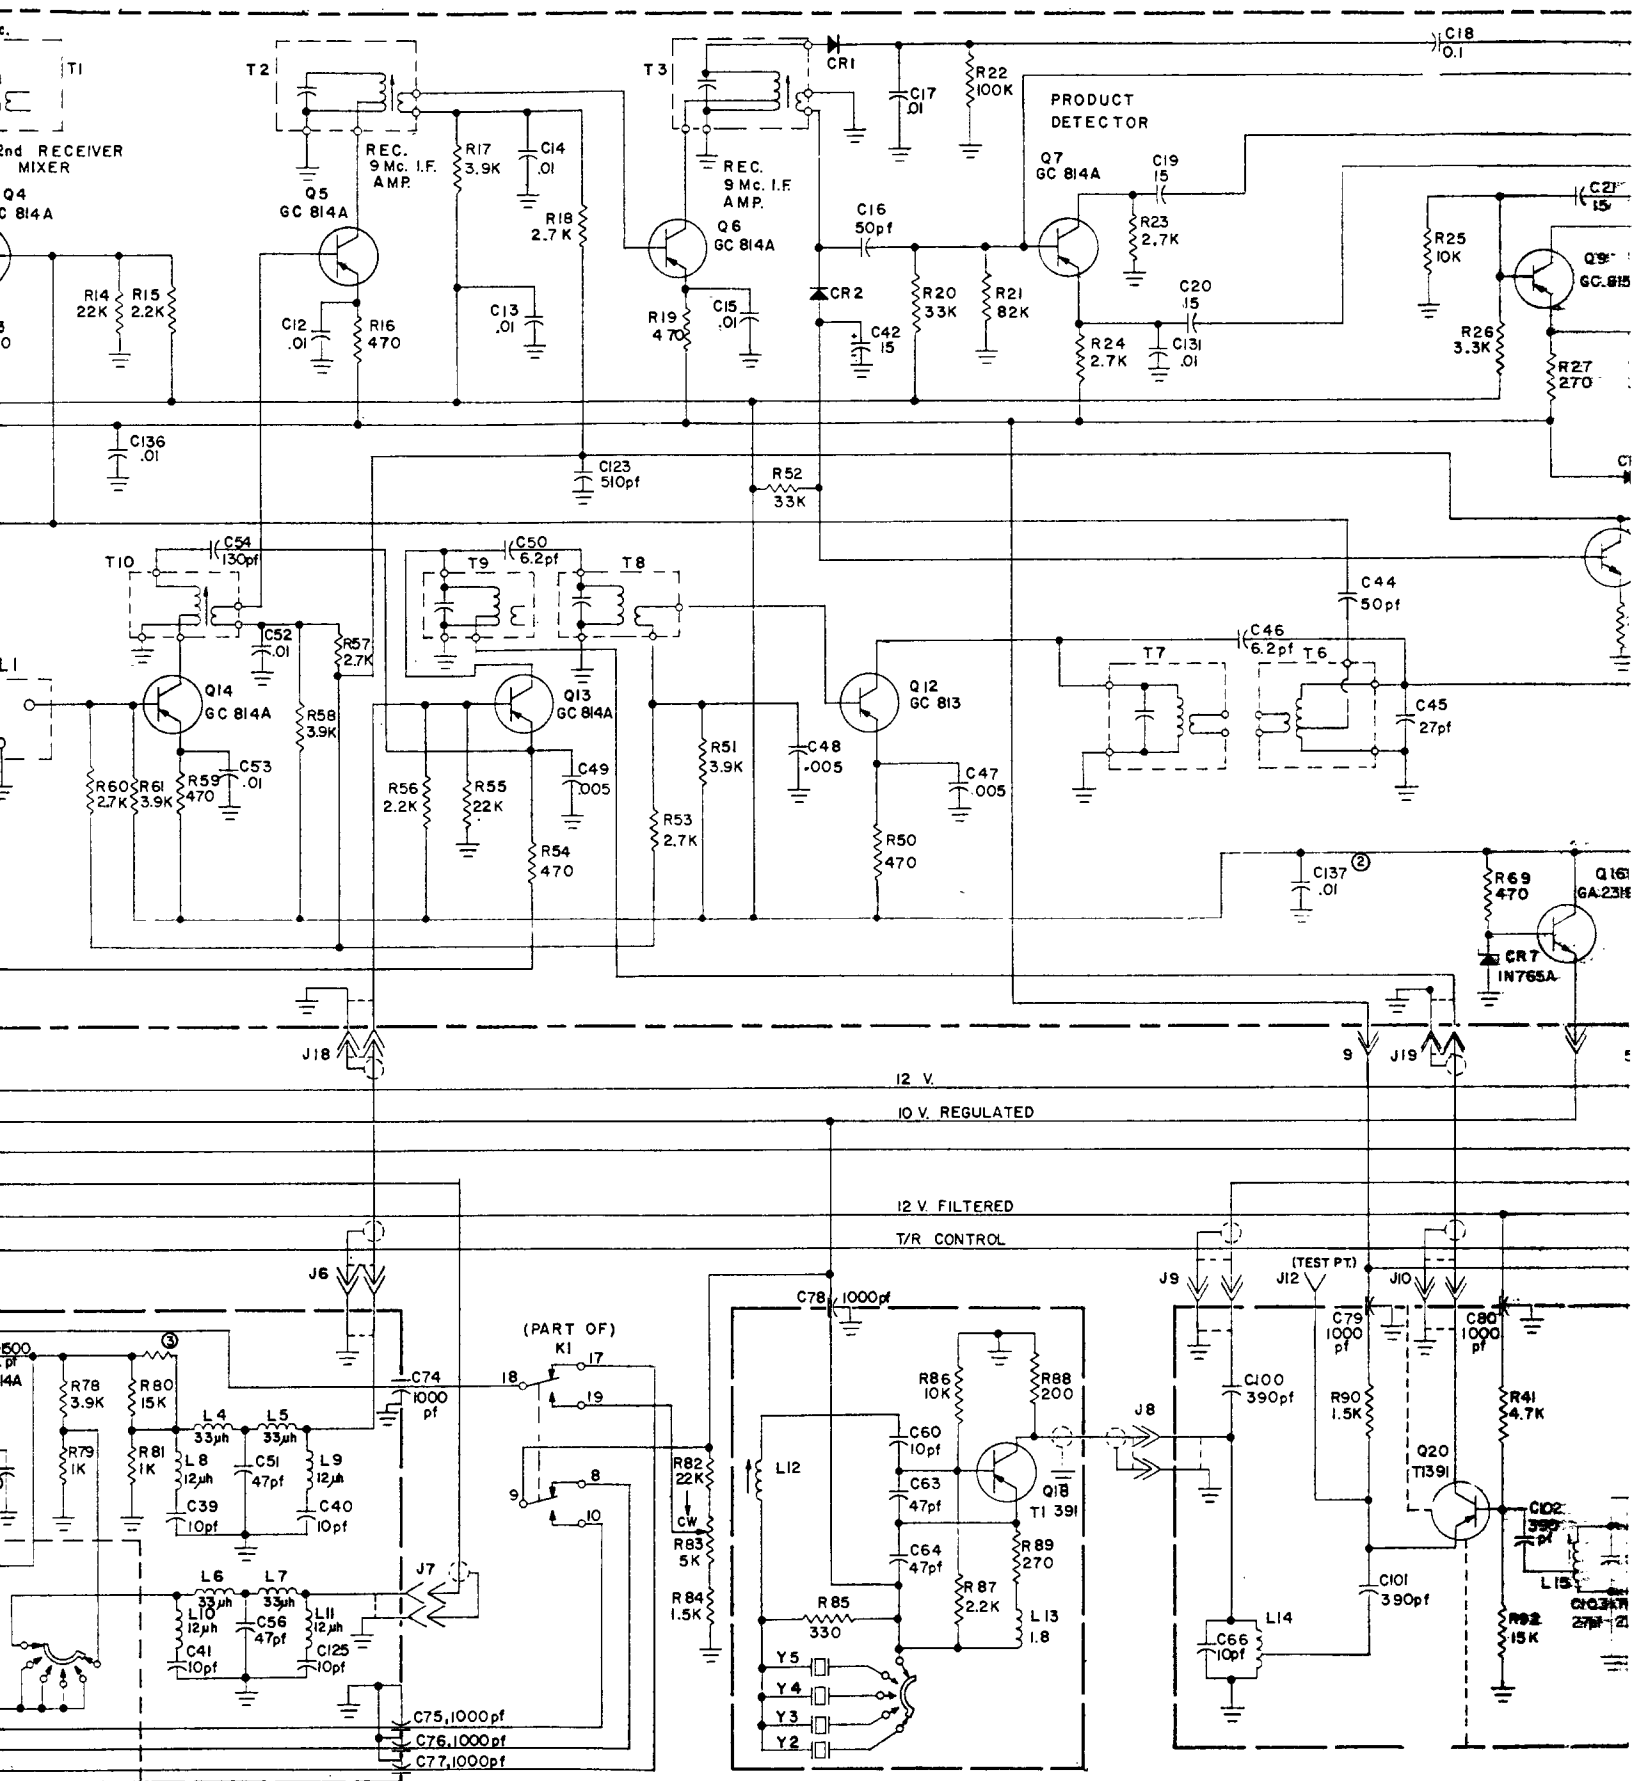 T1
T2
T3
CR1
C18
0.1
R22
100K
C17
.01
PRODUCT
DETECTOR
2nd RECEIVER
MIXER
Q4
REC.
9 Mc. I.F.
AMP.
R17
3.9K
C14
.01
REC.
9 Mc. I.F.
AMP.
Q7
GC 814A
C19
15
Q5
GC 814A
R18
2.7K
Q6
GC 814A
C16
50pf
R23
2.7K
R25
10K
R14
22K
R15
2.2K
C12
.01
R16
470
C13
.01
R19
470
C15
.01
CR2
C42
15
R20
33K
R21
82K
C20
15
R24
2.7K
C131
.01
R26
3.3K
R27
270
C136
.01
C123
510pf
R52
33K
T10
C54
130pf
T9
C50
6.2pf
T8
C44
50pf
C52
.01
R57
2.7K
C46
6.2pf
T7
T6
L1
Q14
GC 814A
R58
3.9K
Q13
GC 814A
Q12
GC 813
C45
27pf
R60
2.7K
R61
3.9K
R59
470
C53
.01
R56
2.2K
R55
22K
C49
.005
R51
3.9K
C48
.005
C47
.005
R53
2.7K
R54
470
R50
470
C137
.01
2
R69
470
Q16
CR7
1N765A
J18
9
J19
12 V.
10 V. REGULATED
12 V. FILTERED
T/R CONTROL
J6
J9
(TEST PT.)
J12
J10
C78
1000pf
C79
1000
pf
C80
1000
pf
(PART OF)
K1
17
18
19
3
R78
3.9K
R80
15K
C74
1000
pf
R86
10K
R88
200
J8
C100
390pf
R90
1.5K
R41
4.7K
L4
33µh
L5
33µh
R79
1K
R81
1K
L8
12µh
C51
47pf
L9
12µh
C39
10pf
C40
10pf
8
9
10
R82
22K
CW
R83
5K
R84
1.5K
L12
C60
10pf
C63
47pf
C64
47pf
Q18
TI 391
R89
270
R87
2.2K
L13
1.8
R85
330
Q20
TI391
C102
390
pf
L15
C101
390pf
R92
15K
L6
33µh
L7
33µh
J7
L10
12µh
C56
47pf
L11
12µh
C41
10pf
C125
10pf
C66
10pf
L14
Y5
Y4
Y3
Y2
C75, 1000pf
C76, 1000pf
C77, 1000pf